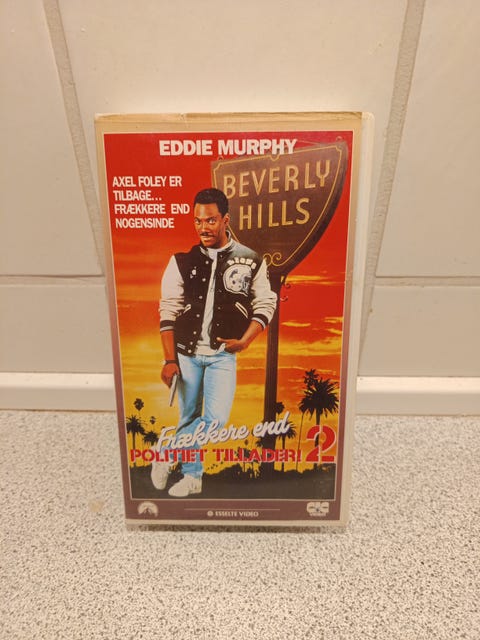 EDDIE MURPHY
AXEL FOLEY ER
TILBAGE...
FRÆKKERE END
NOGENSINDE
BEVERLY
HILLS
Frækkere end
POLITIET TILLADER! 2
ESSELTE VIDEO
CIC
VIDEO